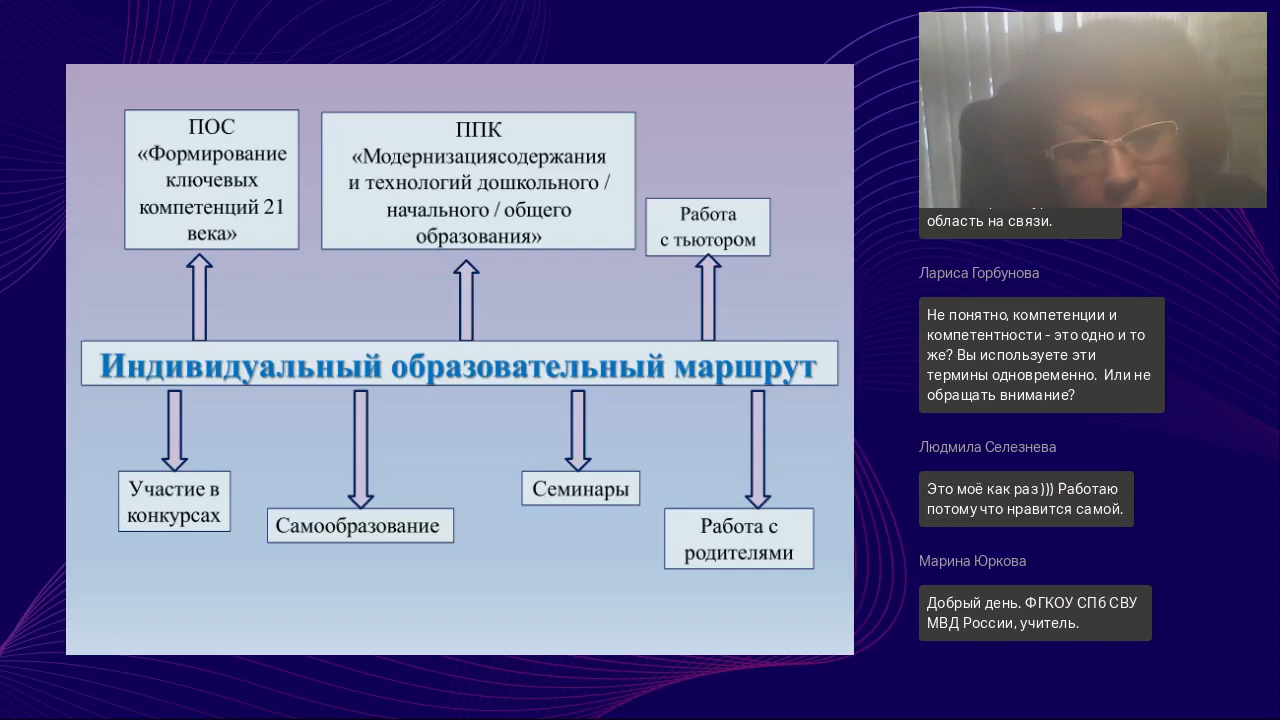 ПОС
«Формирование
ключевых
компетенций 21
века»
ППК
«Модернизациясодержания
и технологий дошкольного /
начального / общего
образования»
Работа
с тьютором
Индивидуальный образовательный маршрут
Участие в
конкурсах
Самообразование
Семинары
Работа с
родителями
область на связи.
Лариса Горбунова
Не понятно, компетенции и
компетентности - это одно и то
же? Вы используете эти
термины одновременно. Или не
обращать внимание?
Людмила Селезнева
Это моё как раз ))) Работаю
потому что нравится самой.
Марина Юркова
Добрый день. ФГКОУ СПб СВУ
МВД России, учитель.